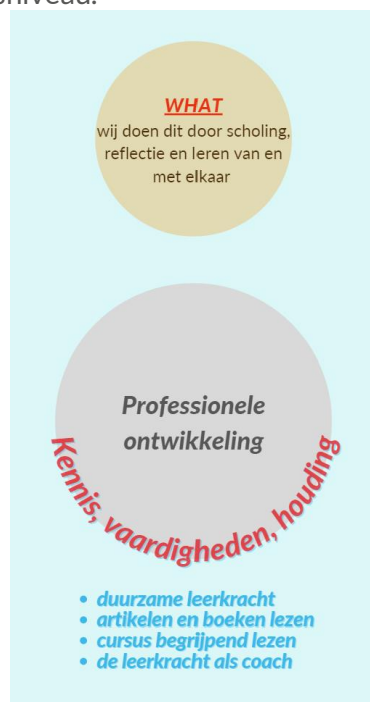 sniveau.
WHAT
wij doen dit door scholing,
reflectie en leren van en
met elkaar
Professionele
ontwikkeling
Kennis, vaardigheden, houding
• duurzame leerkracht
• artikelen en boeken lezen
• cursus begrijpend lezen
• de leerkracht als coach